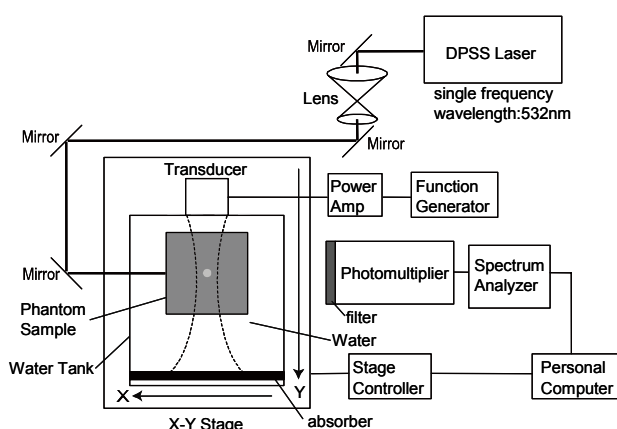 Mirror
DPSS Laser
Lens
single frequency
wavelength:532nm
Mirror
Mirror
Transducer
Power
Amp
Function
Generator
Mirror
Photomultiplier
Spectrum
Analyzer
Phantom
Sample
filter
Water
Water Tank
Stage
Controller
Personal
Computer
X
Y
absorber
X-Y Stage